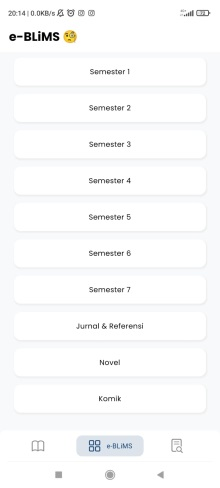 20:14 | 0.0KB/s
e-BLiMS 🧐
Semester 1
Semester 2
Semester 3
Semester 4
Semester 5
Semester 6
Semester 7
Jurnal & Referensi
Novel
Komik
e-BLiMS